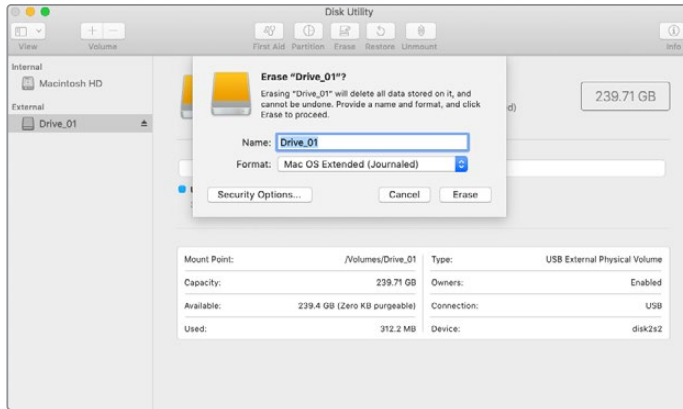 Disk Utility
View
Volume
First Aid Partition Erase Restore Unmount
Info
Internal
Macintosh HD
External
Drive_01
Erase “Drive_01”?
Erasing “Drive_01” will delete all data stored on it, and
cannot be undone. Provide a name and format, and click
Erase to proceed.
d)
239.71 GB
Name: Drive_01
Format: Mac OS Extended (Journaled)
Security Options... Cancel Erase
Mount Point: /Volumes/Drive_01 Type: USB External Physical Volume
Capacity: 239.71 GB Owners: Enabled
Available: 239.4 GB (Zero KB purgeable) Connection: USB
Used: 312.2 MB Device: disk2s2